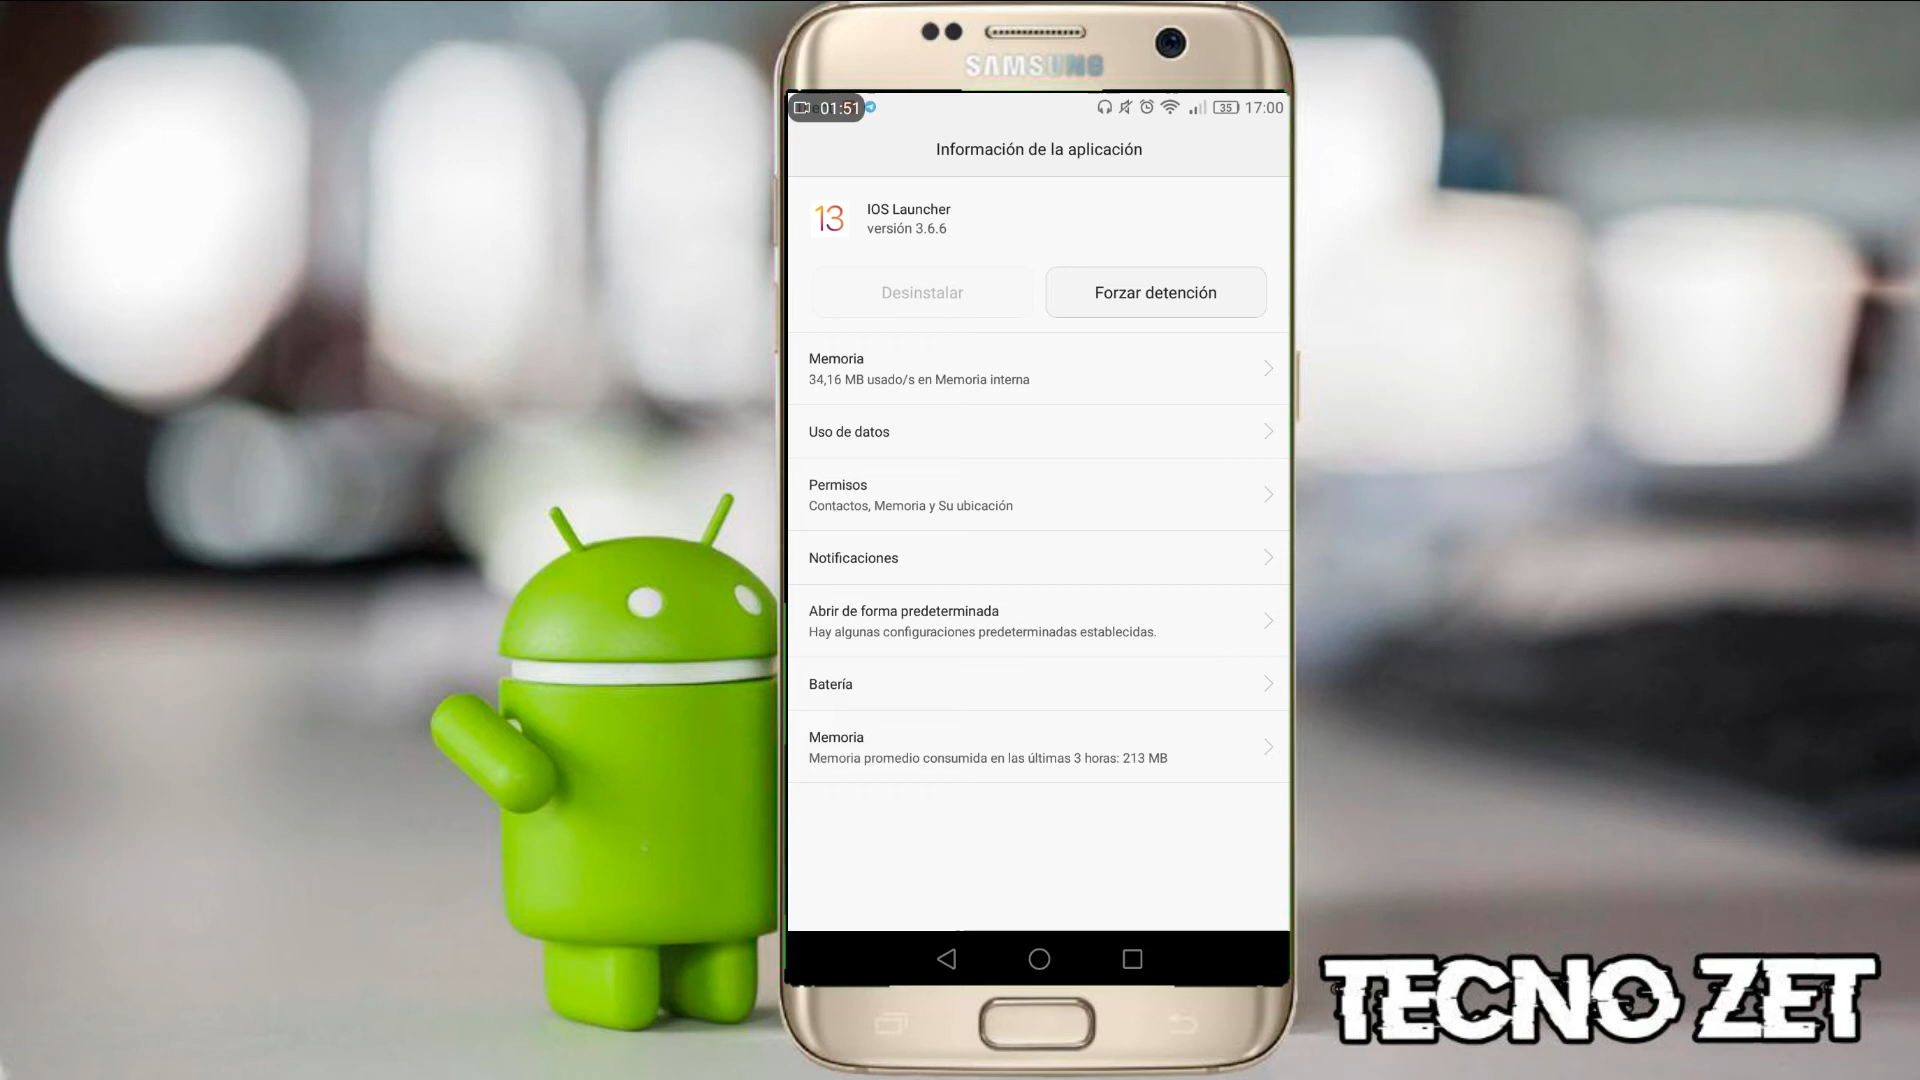 SAMSUNG
01:51
35 17:00
Información de la aplicación
13
IOS Launcher
versión 3.6.6
Desinstalar
Forzar detención
Memoria
34,16 MB usado/s en Memoria interna
Uso de datos
Permisos
Contactos, Memoria y Su ubicación
Notificaciones
Abrir de forma predeterminada
Hay algunas configuraciones predeterminadas establecidas.
Batería
Memoria
Memoria promedio consumida en las últimas 3 horas: 213 MB
TECNO ZET